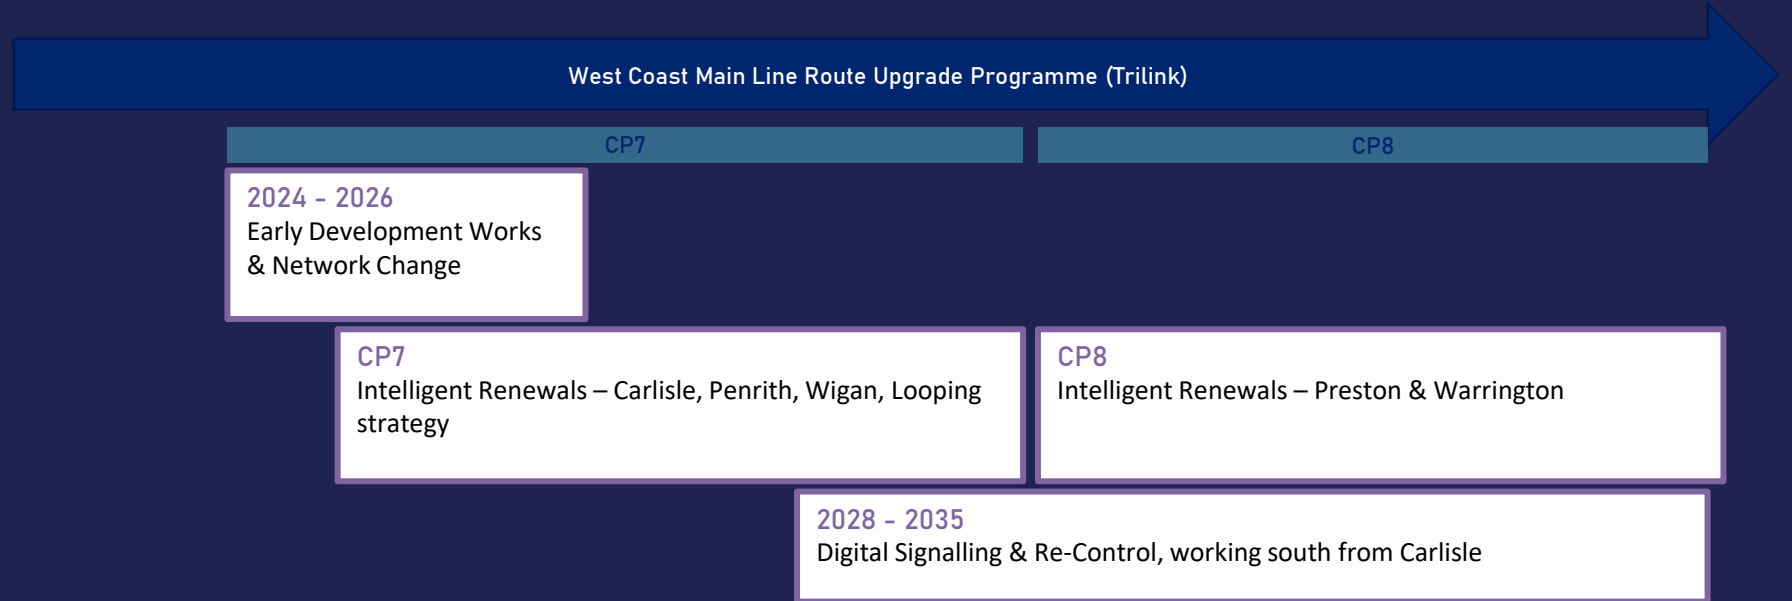 West Coast Main Line Route Upgrade Programme (Trilink)
CP7
CP8
2024 - 2026
Early Development Works
& Network Change
CP7
Intelligent Renewals – Carlisle, Penrith, Wigan, Looping
strategy
CP8
Intelligent Renewals – Preston & Warrington
2028 - 2035
Digital Signalling & Re-Control, working south from Carlisle